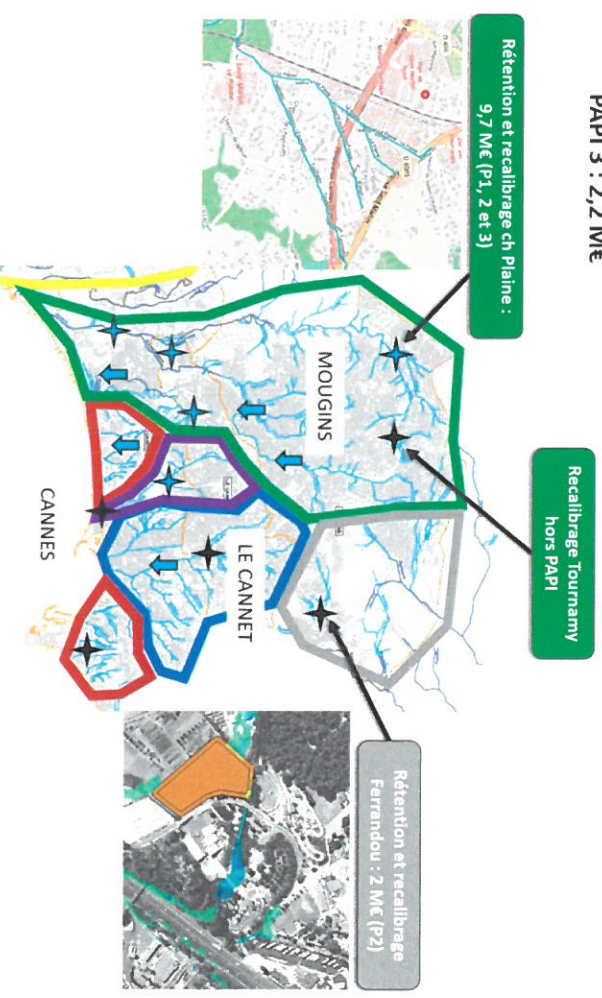 PAPI 3 : 2,2 M€
Rétention et recalibrage ch Plaine :
9,7 M€ (P1, 2 et 3)
Recalibrage Tournamy
hors PAPI
Rétention et recalibrage
Ferrandou : 2 M€ (P2)
MOUGINS
LE CANNET
CANNES